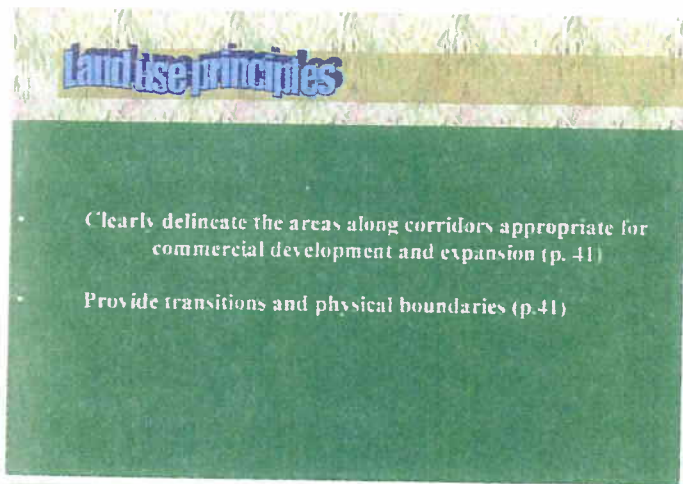 Land use principles
Clearly delineate the areas along corridors appropriate for
commercial development and expansion (p. 41)
Provide transitions and physical boundaries (p.41)